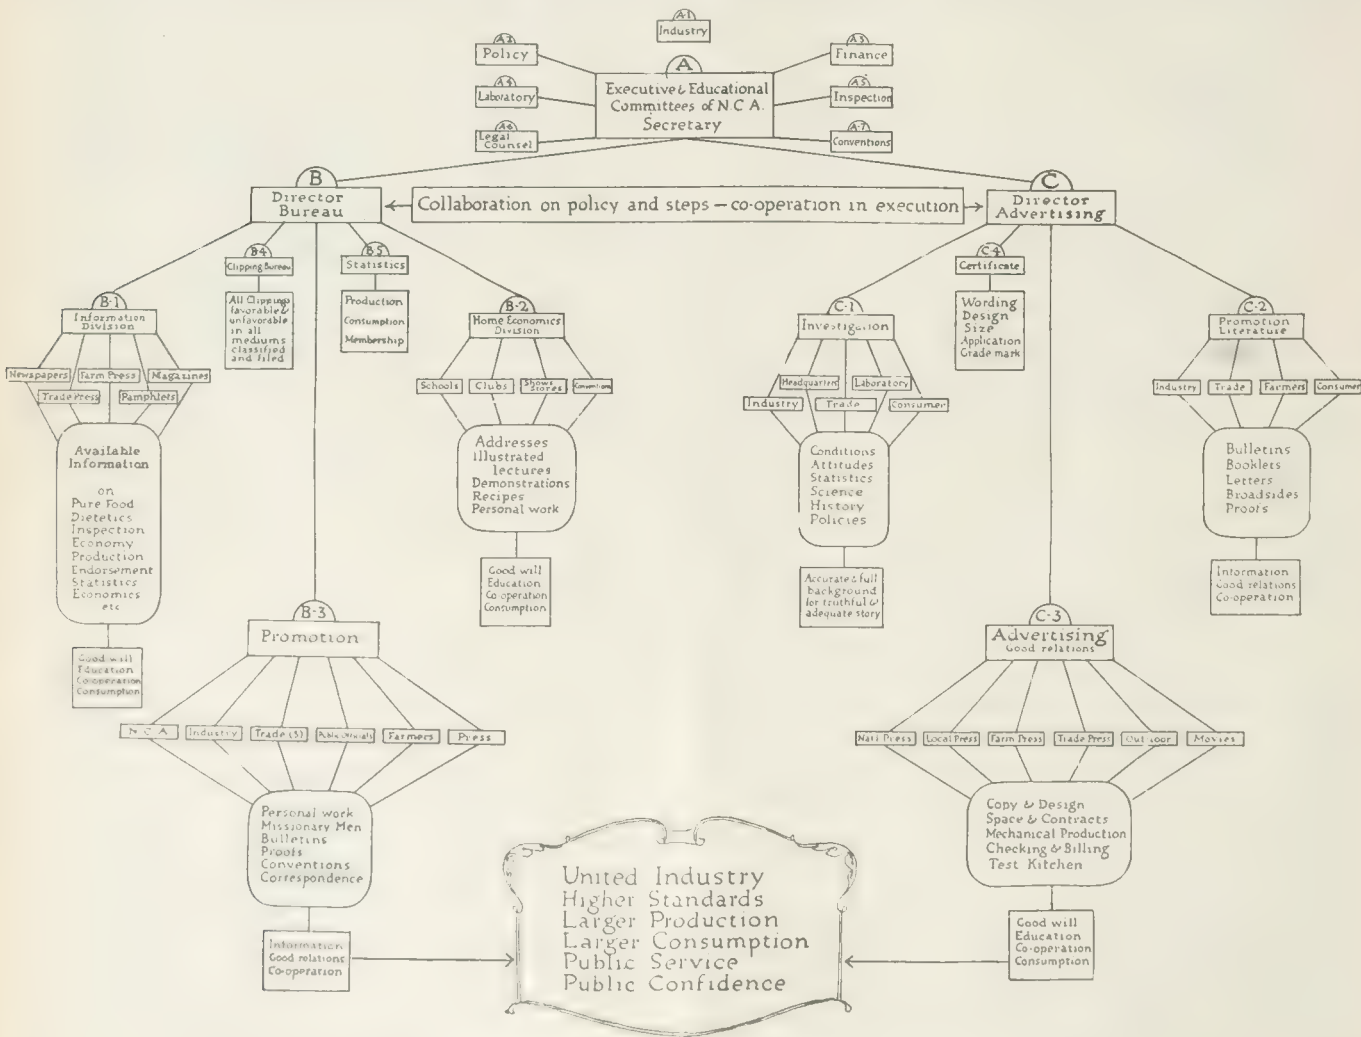 A-1
Industry
A2
Policy
A3
Finance
A
Executive & Educational
Committees of N.C.A.
Secretary
A4
Laboratory
A5
Inspection
A6
Legal
Counsel
A-7
Conventions
B
Director
Bureau
Collaboration on policy and steps — co-operation in execution
C
Director
Advertising
B-4
Clipping Bureau
All Clippings
favorable &
unfavorable
in all
mediums
classified
and filed
B-5
Statistics
Production
Consumption
Membership
B-1
Information
Division
Newspapers
Farm Press
Magazines
Trade Press
Pamphlets
Available
Information
on
Pure Food
Dietetics
Inspection
Economy
Production
Endorsement
Statistics
Economics
etc
Good will
Education
Co-operation
Consumption
B-2
Home Economics
Division
Schools
Clubs
Shows
Stores
Conventions
Addresses
Illustrated
lectures
Demonstrations
Recipes
Personal work
Good will
Education
Co-operation
Consumption
B-3
Promotion
N.C.A
Industry
Trade (3)
Public Officials
Farmers
Press
Personal work
Missionary Men
Bulletins
Proofs
Conventions
Correspondence
Information
Good relations
Co-operation
C-4
Certificate
Wording
Design
Size
Application
Grade mark
C-1
Investigation
Headquarters
Laboratory
Industry
Trade
Consumer
Conditions
Attitudes
Statistics
Science
History
Policies
Accurate & full
background
for truthful &
adequate story
C-2
Promotion
Literature
Industry
Trade
Farmers
Consumer
Bulletins
Booklets
Letters
Broadsides
Proofs
Information
Good relations
Co-operation
C-3
Advertising
Good relations
Natl Press
Local Press
Farm Press
Trade Press
Outdoor
Movies
Copy & Design
Space & Contracts
Mechanical Production
Checking & Billing
Test Kitchen
Good will
Education
Co-operation
Consumption
United Industry
Higher Standards
Larger Production
Larger Consumption
Public Service
Public Confidence